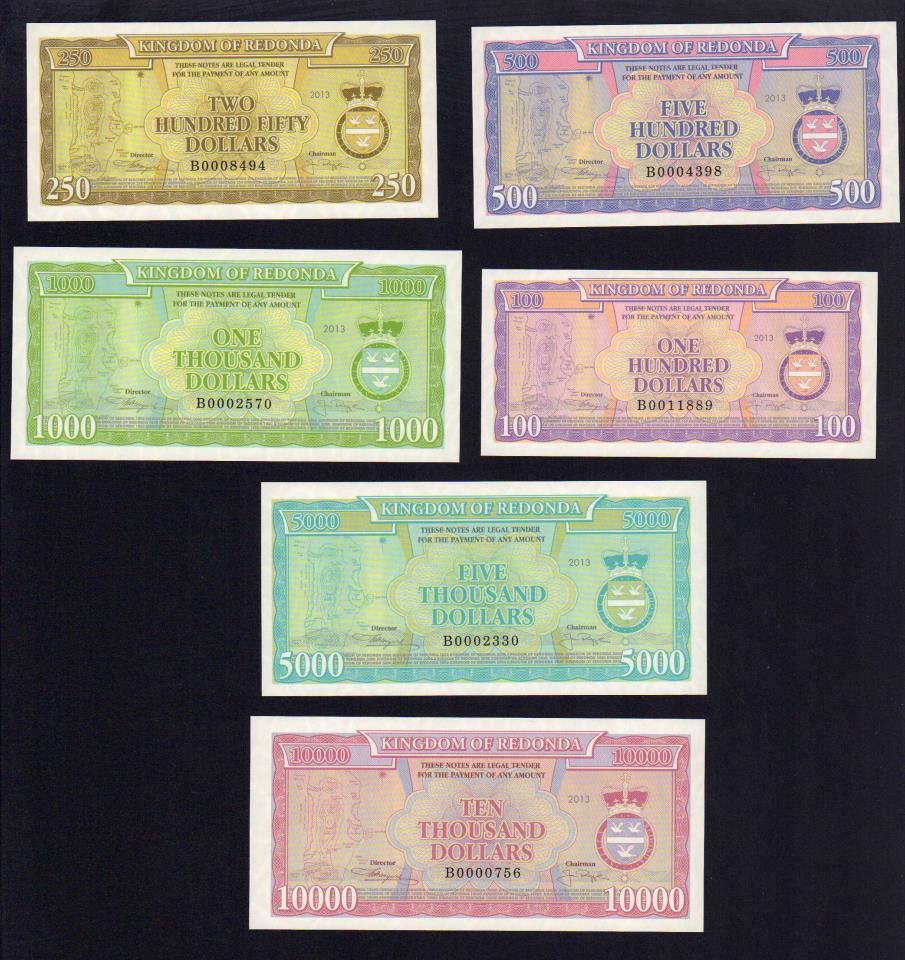 250 KINGDOM OF REDONDA 250
THESE NOTES ARE LEGAL TENDER
FOR THE PAYMENT OF ANY AMOUNT
2013
TWO
HUNDRED FIFTY
DOLLARS
Director Chairman
B0008494
250 250
500 KINGDOM OF REDONDA 500
THESE NOTES ARE LEGAL TENDER
FOR THE PAYMENT OF ANY AMOUNT
2013
FIVE
HUNDRED
DOLLARS
Director Chairman
B0004398
500 500
1000 KINGDOM OF REDONDA 1000
THESE NOTES ARE LEGAL TENDER
FOR THE PAYMENT OF ANY AMOUNT
2013
ONE
THOUSAND
DOLLARS
Director Chairman
B0002570
1000 1000
100 KINGDOM OF REDONDA 100
THESE NOTES ARE LEGAL TENDER
FOR THE PAYMENT OF ANY AMOUNT
2013
ONE
HUNDRED
DOLLARS
Director Chairman
B0011889
100 100
5000 KINGDOM OF REDONDA 5000
THESE NOTES ARE LEGAL TENDER
FOR THE PAYMENT OF ANY AMOUNT
2013
FIVE
THOUSAND
DOLLARS
Director Chairman
B0002330
5000 5000
10000 KINGDOM OF REDONDA 10000
THESE NOTES ARE LEGAL TENDER
FOR THE PAYMENT OF ANY AMOUNT
2013
TEN
THOUSAND
DOLLARS
Director Chairman
B0000756
10000 10000